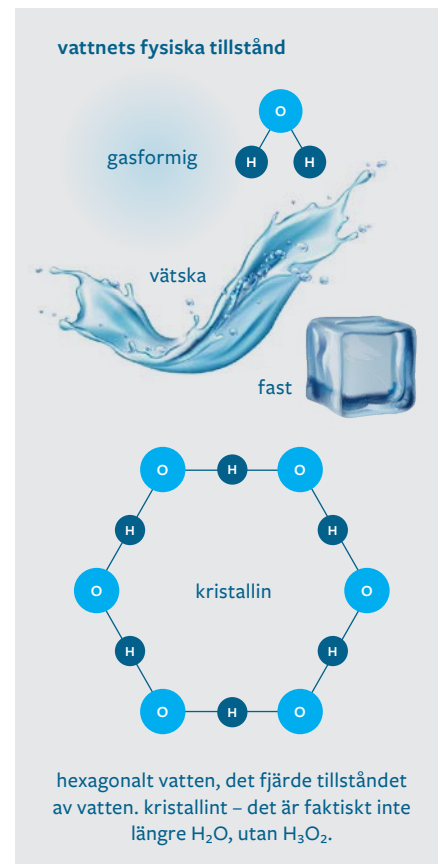 vattnets fysiska tillstånd
O
gasformig
H H
vätska
fast
O H O
H H
O kristallin O
H H
O H O
hexagonalt vatten, det fjärde tillståndet
av vatten. kristallint – det är faktiskt inte
längre H₂O, utan H₃O₂.